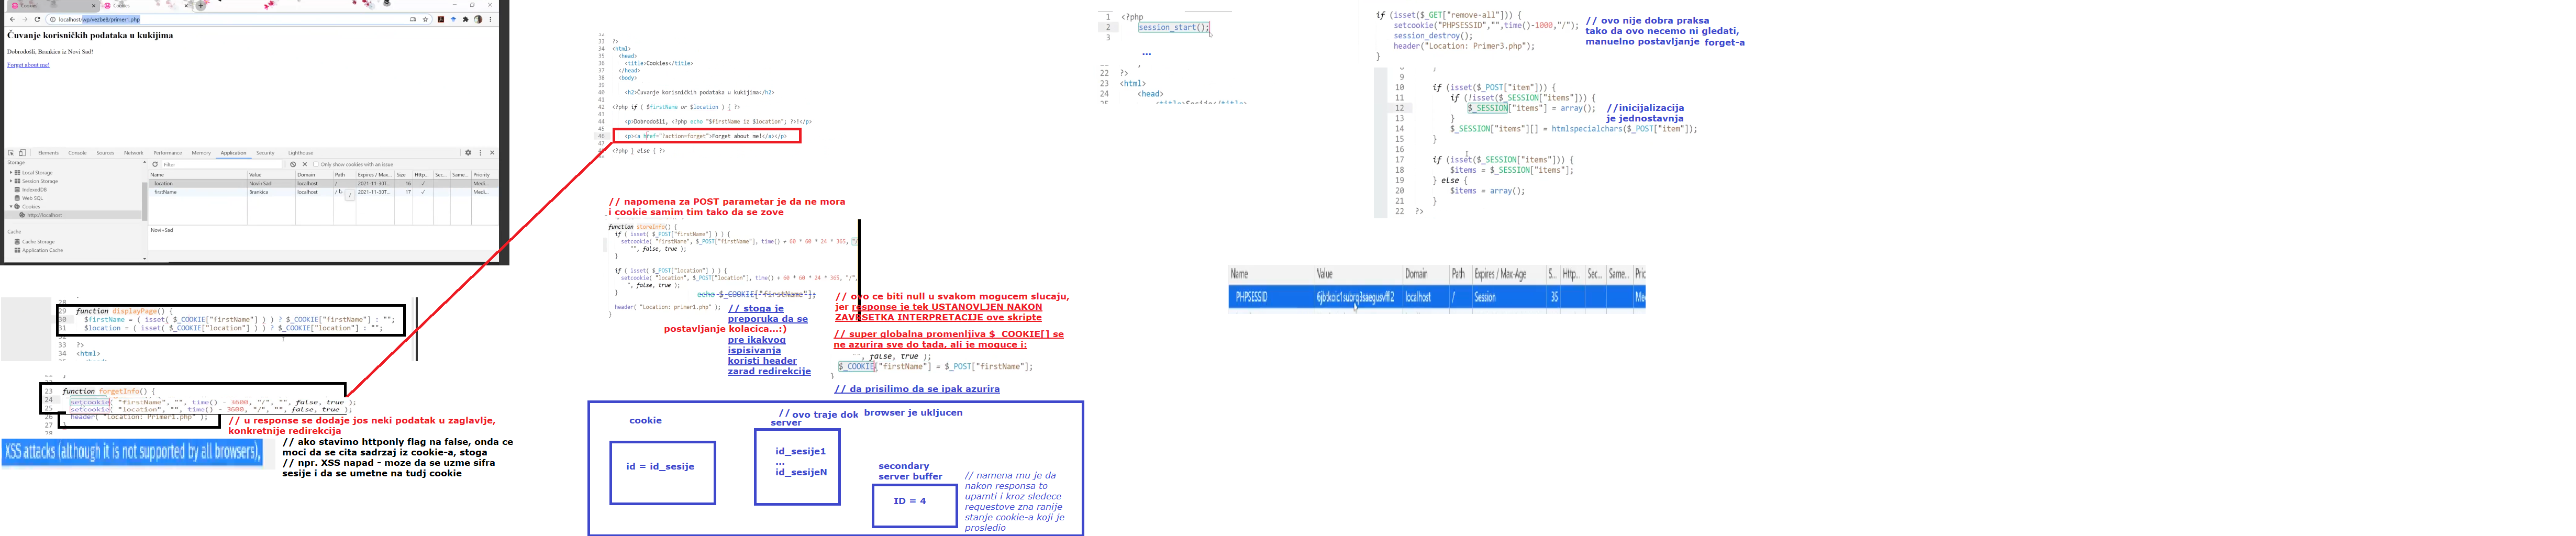 Cookies
localhost/wp/vezbe8/primer1.php
Čuvanje korisničkih podataka u kukijima
Dobrodošli, Brankica iz Novi Sad!
Forget about me!
Elements Console Sources Network Performance Memory Application Security Lighthouse
Storage
Local Storage
Session Storage
IndexedDB
Web SQL
Cookies
http://localhost
Cache
Cache Storage
Application Cache
Filter
Only show cookies with an issue
Name Value Domain Path Expires / Max... Size Http... Sec... Same... Priority
location Novi+Sad localhost / 2021-11-30T... 16 ✓ Medi...
firstName Brankica localhost / 2021-11-30T... 17 ✓ Medi...
Novi+Sad
28
29 function displayPage() {
30 $firstName = ( isset( $_COOKIE["firstName"] ) ) ? $_COOKIE["firstName"] : "";
31 $location = ( isset( $_COOKIE["location"] ) ) ? $_COOKIE["location"] : "";
32
33 ?>
34 <html>
23 function forgetInfo() {
24 setcookie( "firstName", "", time() - 3600, "/", "", false, true );
25 setcookie( "location", "", time() - 3600, "/", "", false, true );
26 header( "Location: Primer1.php" );
27 }
28
// u response se dodaje jos neki podatak u zaglavlje,
konkretnije redirekcija
XSS attacks (although it is not supported by all browsers),
// ako stavimo httponly flag na false, onda ce
moci da se cita sadrzaj iz cookie-a, stoga
// npr. XSS napad - moze da se uzme sifra
sesije i da se umetne na tudj cookie
32
33 ?>
34 <html>
35 <head>
36 <title>Cookies</title>
37 </head>
38 <body>
39
40 <h2>Čuvanje korisničkih podataka u kukijima</h2>
41
42 <?php if ( $firstName or $location ) { ?>
43
44 <p>Dobrodošli, <?php echo "$firstName iz $location"; ?>!</p>
45
46 <p><a href="?action=forget">Forget about me!</a></p>
47
48 <?php } else { ?>
// napomena za POST parametar je da ne mora
i cookie samim tim tako da se zove
function storeInfo() {
if ( isset( $_POST["firstName"] ) ) {
setcookie( "firstName", $_POST["firstName"], time() + 60 * 60 * 24 * 365, "/
"", false, true );
}
if ( isset( $_POST["location"] ) ) {
setcookie( "location", $_POST["location"], time() + 60 * 60 * 24 * 365, "/",
", false, true );
}
echo $_COOKIE["firstName"];
header( "Location: primer1.php" );
}
// ovo ce biti null u svakom mogucem slucaju,
jer response je tek USTANOVLJEN NAKON
ZAVRSETKA INTERPRETACIJE ove skripte
// stoga je
preporuka da se
postavljanje kolacica...:)
pre ikakvog
ispisivanja
koristi header
zarad redirekcije
// super globalna promenljiva $_COOKIE[] se
ne azurira sve do tada, ali je moguce i:
", false, true );
$_COOKIE["firstName"] = $_POST["firstName"];
}
// da prisilimo da se ipak azurira
cookie
id = id_sesije
// ovo traje dok browser je ukljucen
server
id_sesije1
...
id_sesijeN
secondary
server buffer
ID = 4
// namena mu je da
nakon responsa to
upamti i kroz sledece
requestove zna ranije
stanje cookie-a koji je
prosledio
1 <?php
2 session_start();
3
...
22 ?>
23 <html>
24 <head>
if (isset($_GET["remove-all"])) {
setcookie("PHPSESSID","",time()-1000,"/");
session_destroy();
header("Location: Primer3.php");
}
// ovo nije dobra praksa
tako da ovo necemo ni gledati,
manuelno postavljanje forget-a
9
10 if (isset($_POST["item"])) {
11 if (!isset($_SESSION["items"])) {
12 $_SESSION["items"] = array();
13 }
14 $_SESSION["items"][] = htmlspecialchars($_POST["item"]);
15 }
16
17 if (isset($_SESSION["items"])) {
18 $items = $_SESSION["items"];
19 } else {
20 $items = array();
21 }
22 ?>
//inicijalizacija
je jednostavnja
Name Value Domain Path Expires / Max-Age S... Http... Sec... Same... Pric
PHPSESSID localhost / Session 35 Me